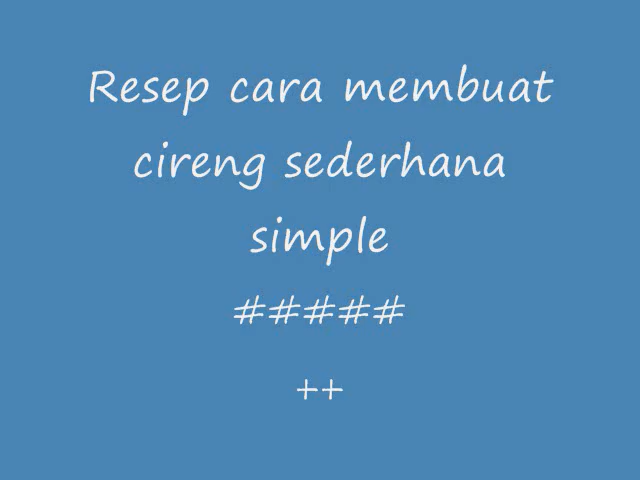 Resep cara membuat
cireng sederhana
simple
#####
++